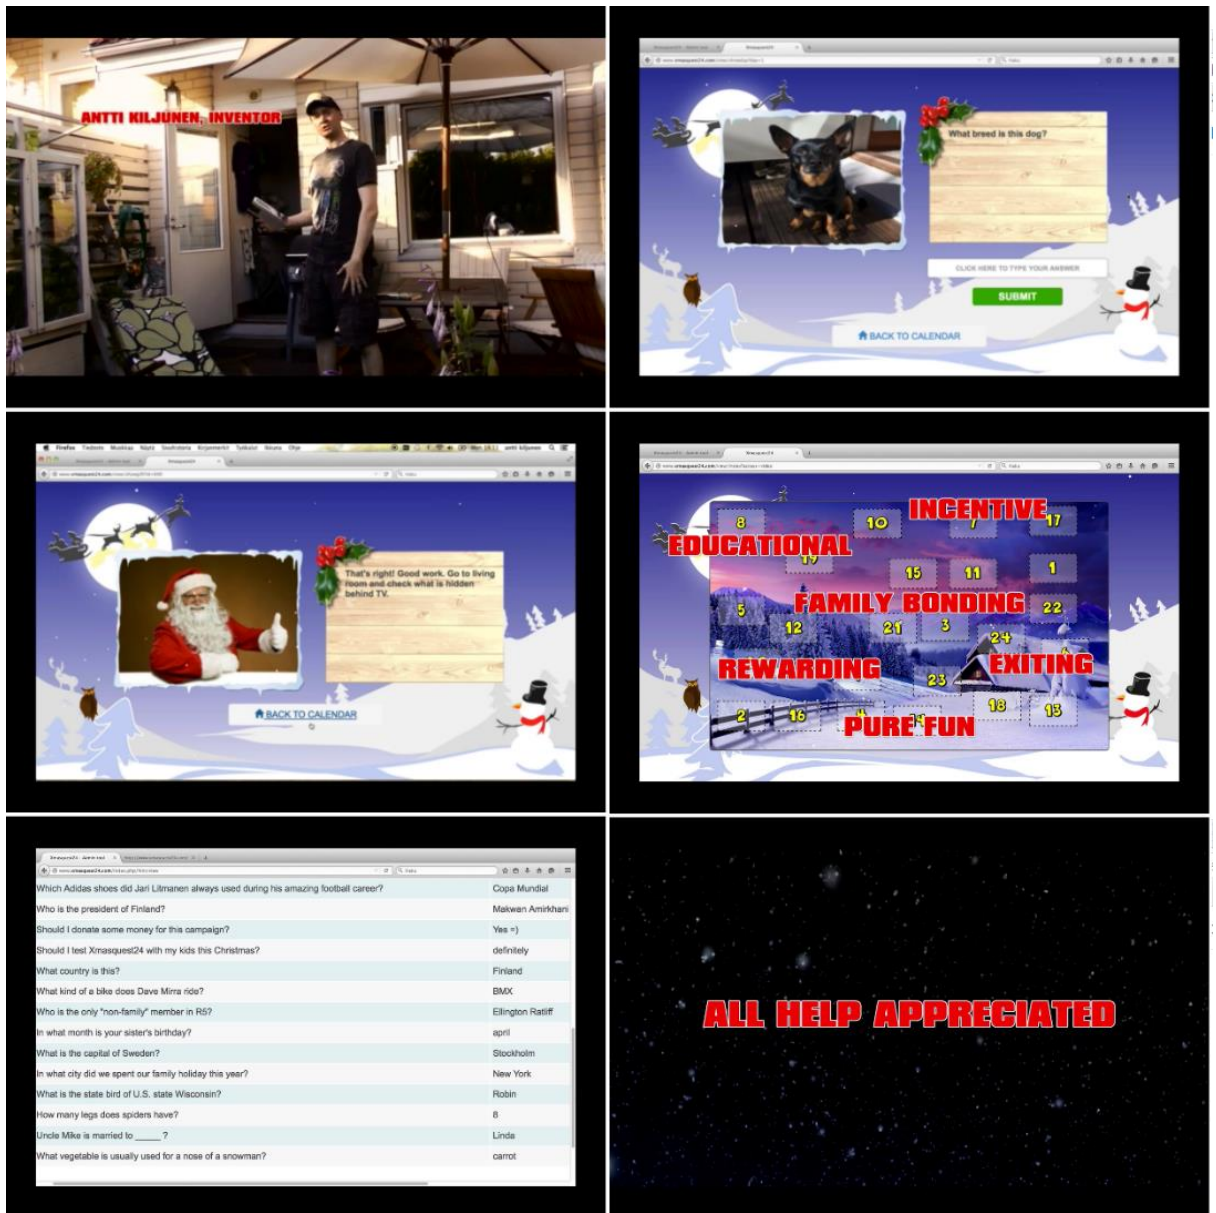 ANTTI KILJUNEN, INVENTOR
What breed is this dog?
CLICK HERE TO TYPE YOUR ANSWER
SUBMIT
BACK TO CALENDAR
Firefox
That's right! Good work. Go to living
room and check what is hidden
behind TV.
BACK TO CALENDAR
INCENTIVE
8
10
7
17
EDUCATIONAL
19
15
11
1
FAMILY BONDING
5
12
21
3
22
24
REWARDING
EXITING
23
2
16
4
14
18
13
PURE FUN
Which Adidas shoes did Jari Litmanen always used during his amazing football career? Copa Mundial
Who is the president of Finland? Makwan Amirkhani
Should I donate some money for this campaign? Yes =)
Should I test Xmasquest24 with my kids this Christmas? definitely
What country is this? Finland
What kind of a bike does Dave Mirra ride? BMX
Who is the only "non-family" member in R5? Ellington Ratliff
In what month is your sister's birthday? april
What is the capital of Sweden? Stockholm
In what city did we spent our family holiday this year? New York
What is the state bird of U.S. state Wisconsin? Robin
How many legs does spiders have? 8
Uncle Mike is married to _____ ? Linda
What vegetable is usually used for a nose of a snowman? carrot
ALL HELP APPRECIATED